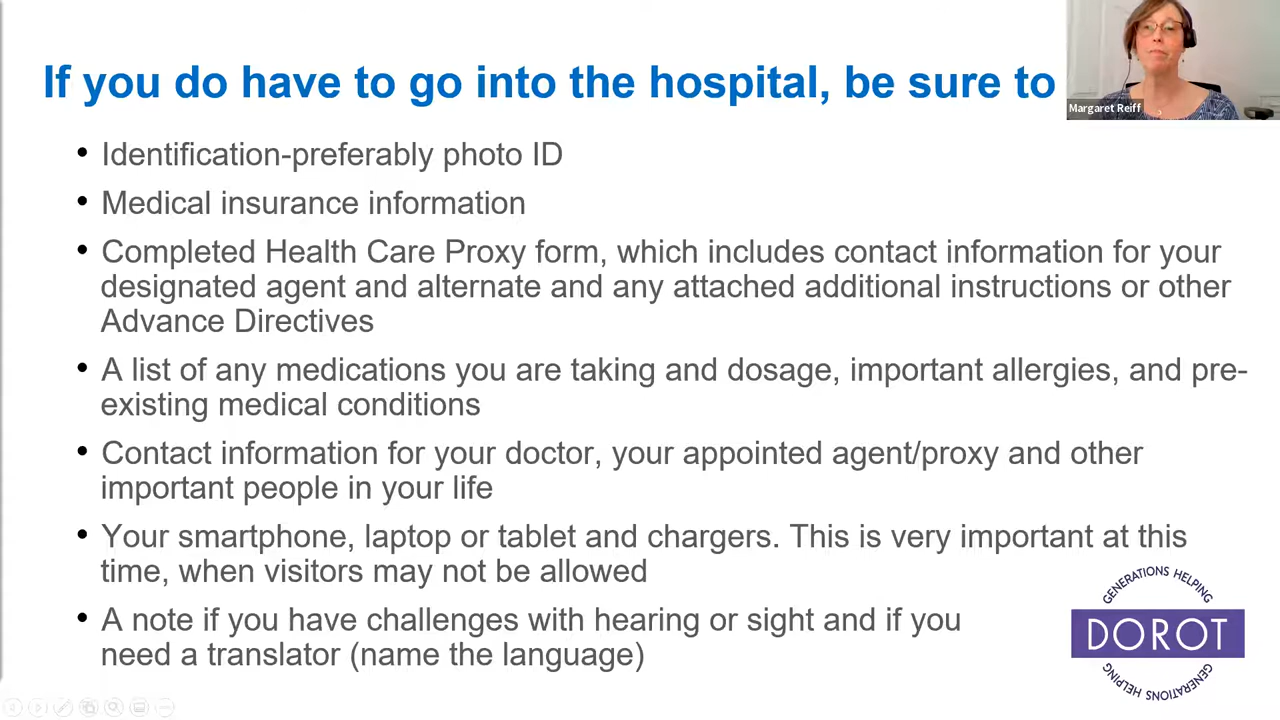 If you do have to go into the hospital, be sure to
Margaret Reiff
• Identification-preferably photo ID
• Medical insurance information
• Completed Health Care Proxy form, which includes contact information for your
designated agent and alternate and any attached additional instructions or other
Advance Directives
• A list of any medications you are taking and dosage, important allergies, and pre-
existing medical conditions
• Contact information for your doctor, your appointed agent/proxy and other
important people in your life
• Your smartphone, laptop or tablet and chargers. This is very important at this
time, when visitors may not be allowed
• A note if you have challenges with hearing or sight and if you
need a translator (name the language)
GENERATIONS HELPING
DOROT
GENERATIONS HELPING